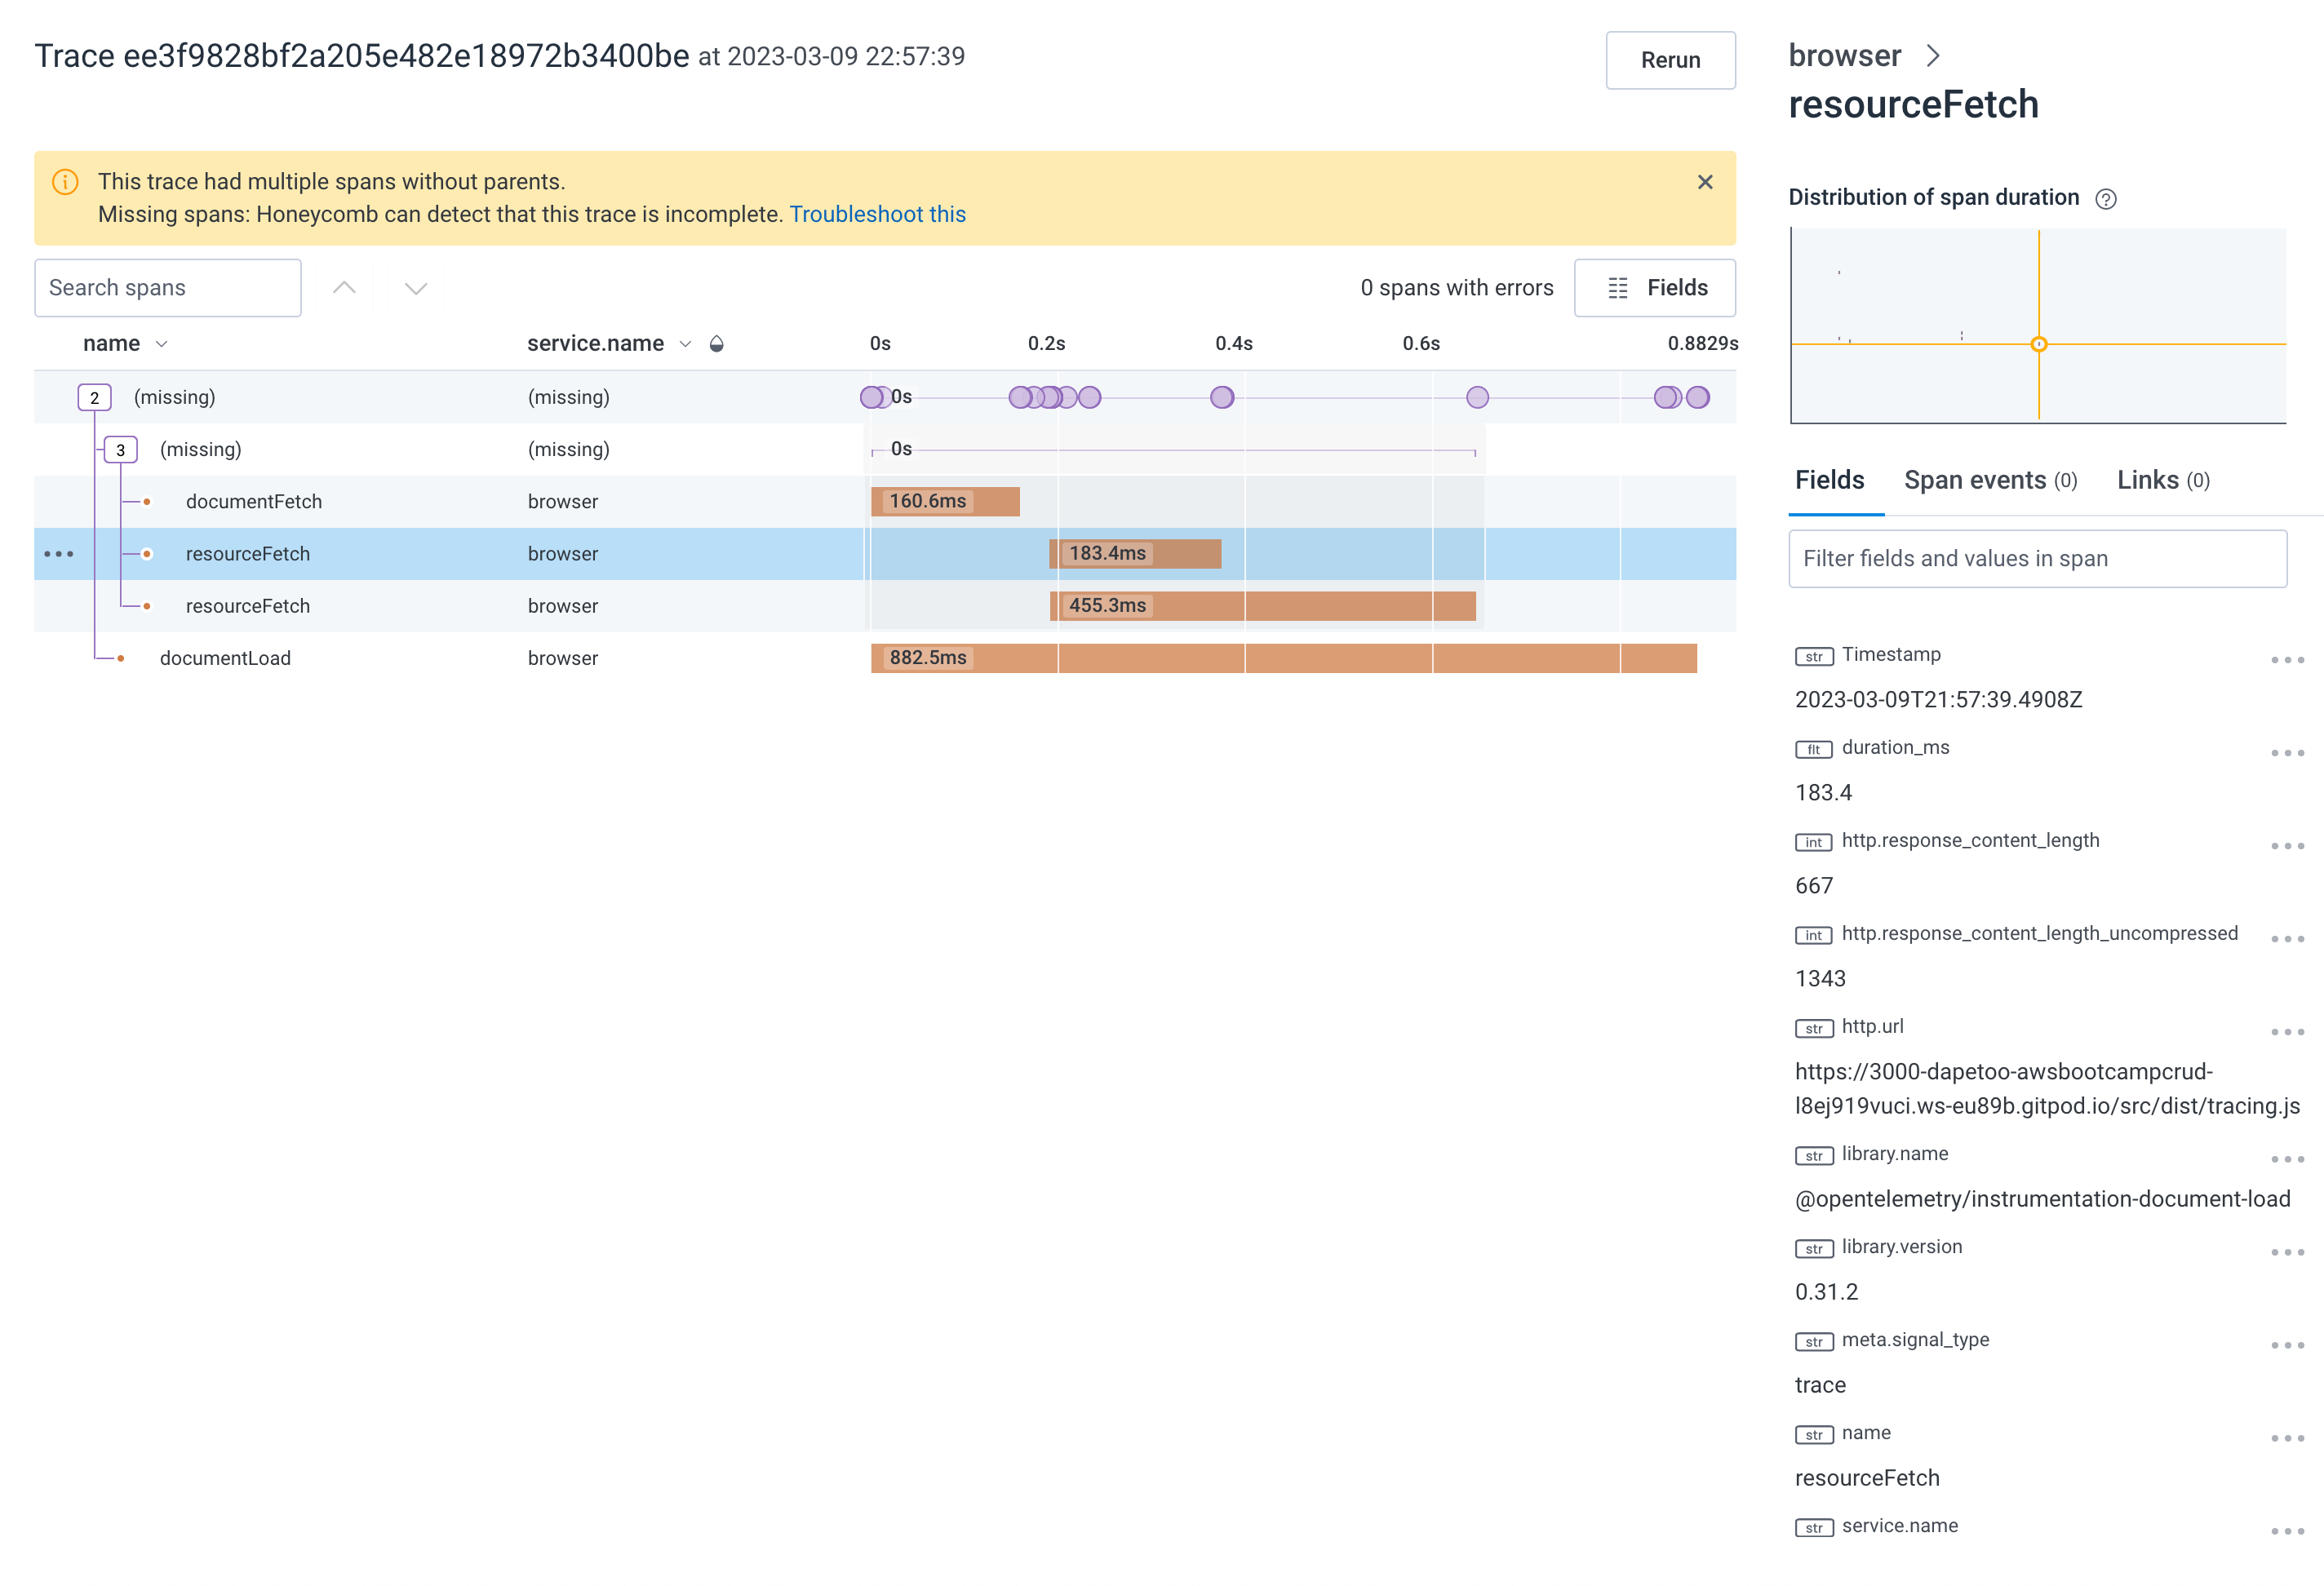 Trace ee3f9828bf2a205e482e18972b3400be at 2023-03-09 22:57:39
Rerun
This trace had multiple spans without parents.
Missing spans: Honeycomb can detect that this trace is incomplete. Troubleshoot this
Search spans
0 spans with errors
Fields
name service.name 0s 0.2s 0.4s 0.6s 0.8829s
2 (missing) (missing) 0s
3 (missing) (missing) 0s
documentFetch browser 160.6ms
resourceFetch browser 183.4ms
resourceFetch browser 455.3ms
documentLoad browser 882.5ms
browser
resourceFetch
Distribution of span duration
Fields Span events (0) Links (0)
Filter fields and values in span
str Timestamp
2023-03-09T21:57:39.4908Z
flt duration_ms
183.4
int http.response_content_length
667
int http.response_content_length_uncompressed
1343
str http.url
https://3000-dapetoo-awsbootcampcrud-
l8ej919vuci.ws-eu89b.gitpod.io/src/dist/tracing.js
str library.name
@opentelemetry/instrumentation-document-load
str library.version
0.31.2
str meta.signal_type
trace
str name
resourceFetch
str service.name